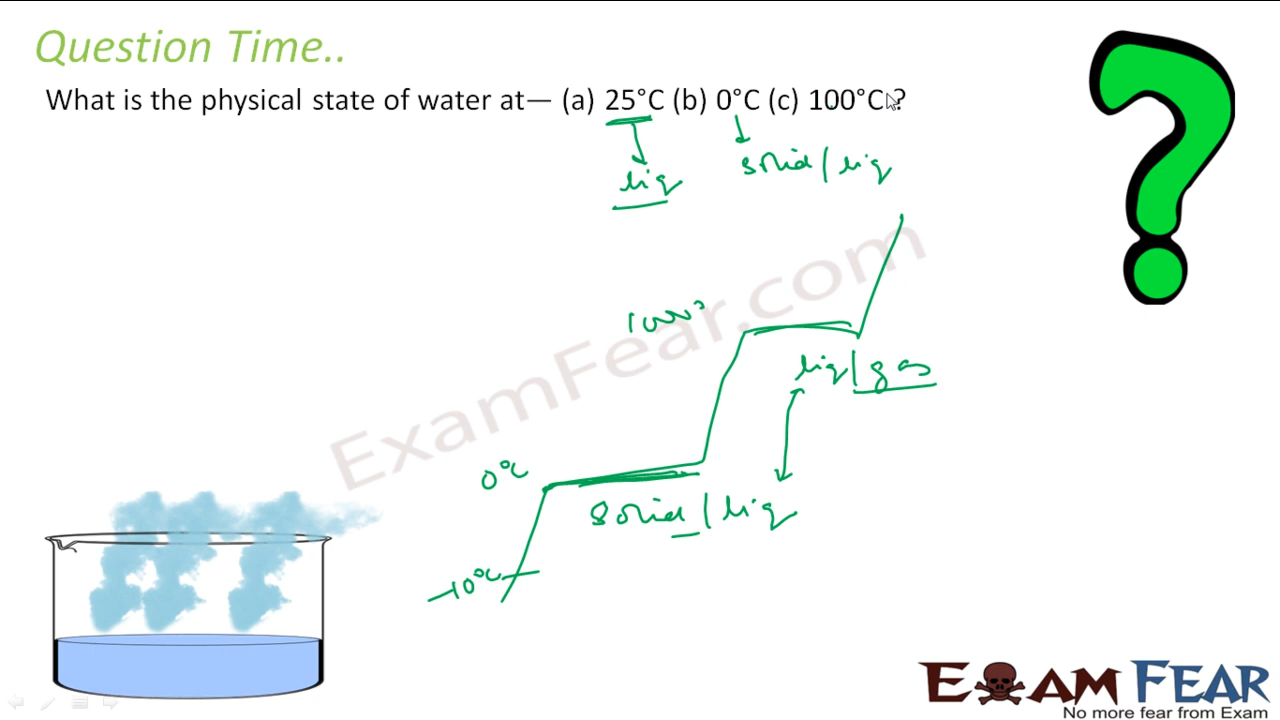 Question Time..
What is the physical state of water at— (a) 25°C (b) 0°C (c) 100°C ?
solid / liq
liq
ExamFear.com
100°
liq / gas
0°C
solid / liq
-10°C
EXAM FEAR
No more fear from Exam